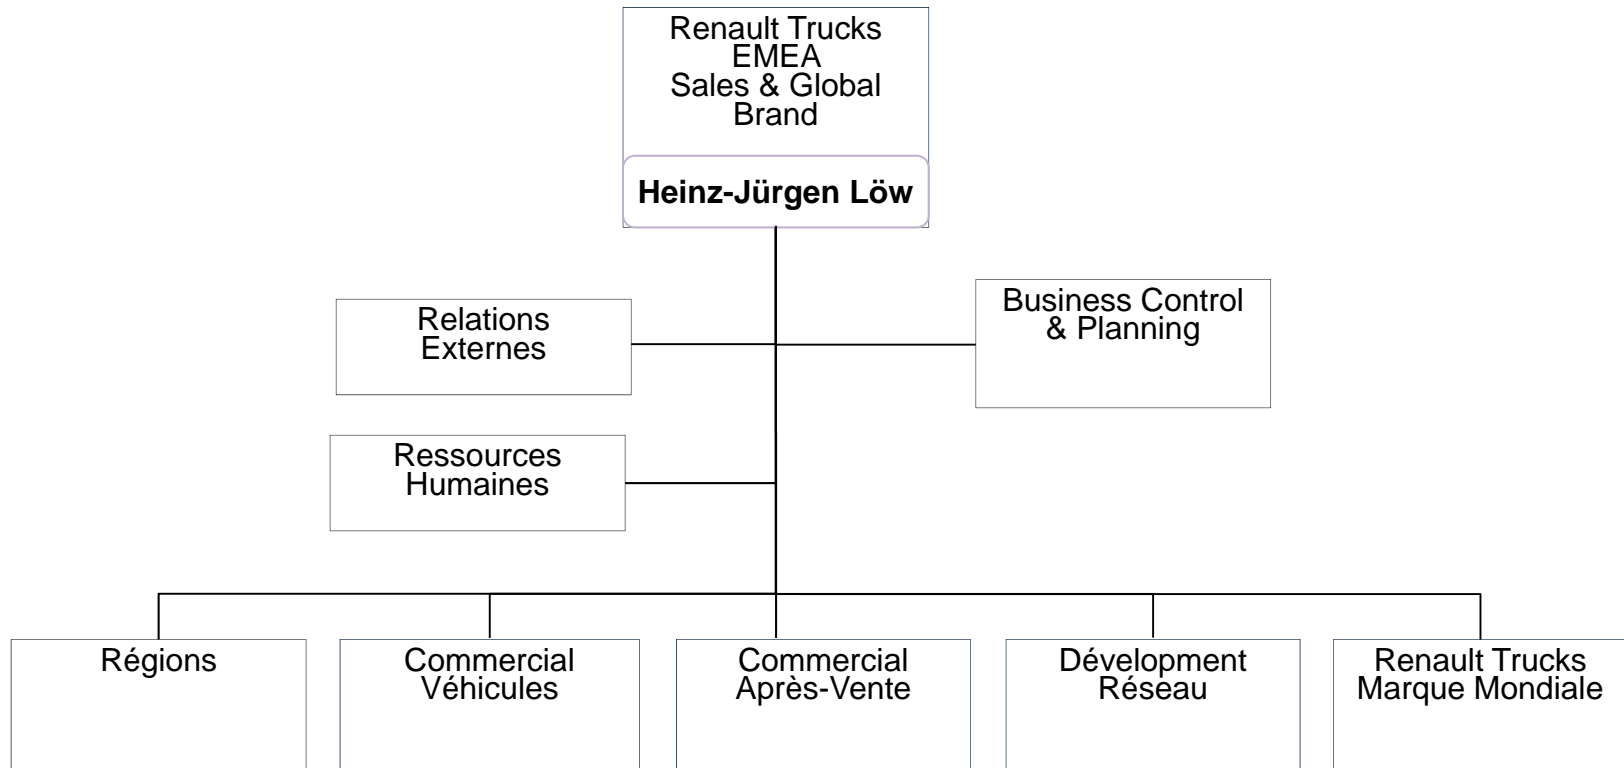 Renault Trucks
EMEA
Sales & Global
Brand
Heinz-Jürgen Löw
Relations
Externes
Business Control
& Planning
Ressources
Humaines
Régions
Commercial
Véhicules
Commercial
Après-Vente
Dévelopment
Réseau
Renault Trucks
Marque Mondiale